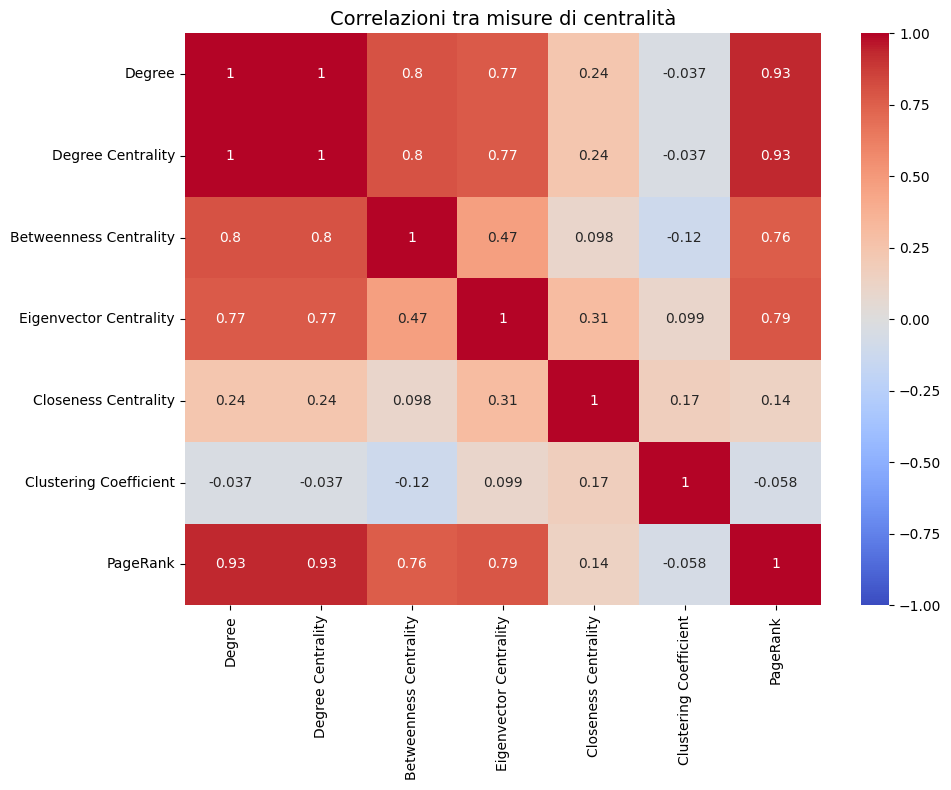 Correlazioni tra misure di centralità
Degree 1 1 0.8 0.77 0.24 -0.037 0.93
Degree Centrality 1 1 0.8 0.77 0.24 -0.037 0.93
Betweenness Centrality 0.8 0.8 1 0.47 0.098 -0.12 0.76
Eigenvector Centrality 0.77 0.77 0.47 1 0.31 0.099 0.79
Closeness Centrality 0.24 0.24 0.098 0.31 1 0.17 0.14
Clustering Coefficient -0.037 -0.037 -0.12 0.099 0.17 1 -0.058
PageRank 0.93 0.93 0.76 0.79 0.14 -0.058 1
Degree
Degree Centrality
Betweenness Centrality
Eigenvector Centrality
Closeness Centrality
Clustering Coefficient
PageRank
1.00
0.75
0.50
0.25
0.00
−0.25
−0.50
−0.75
−1.00